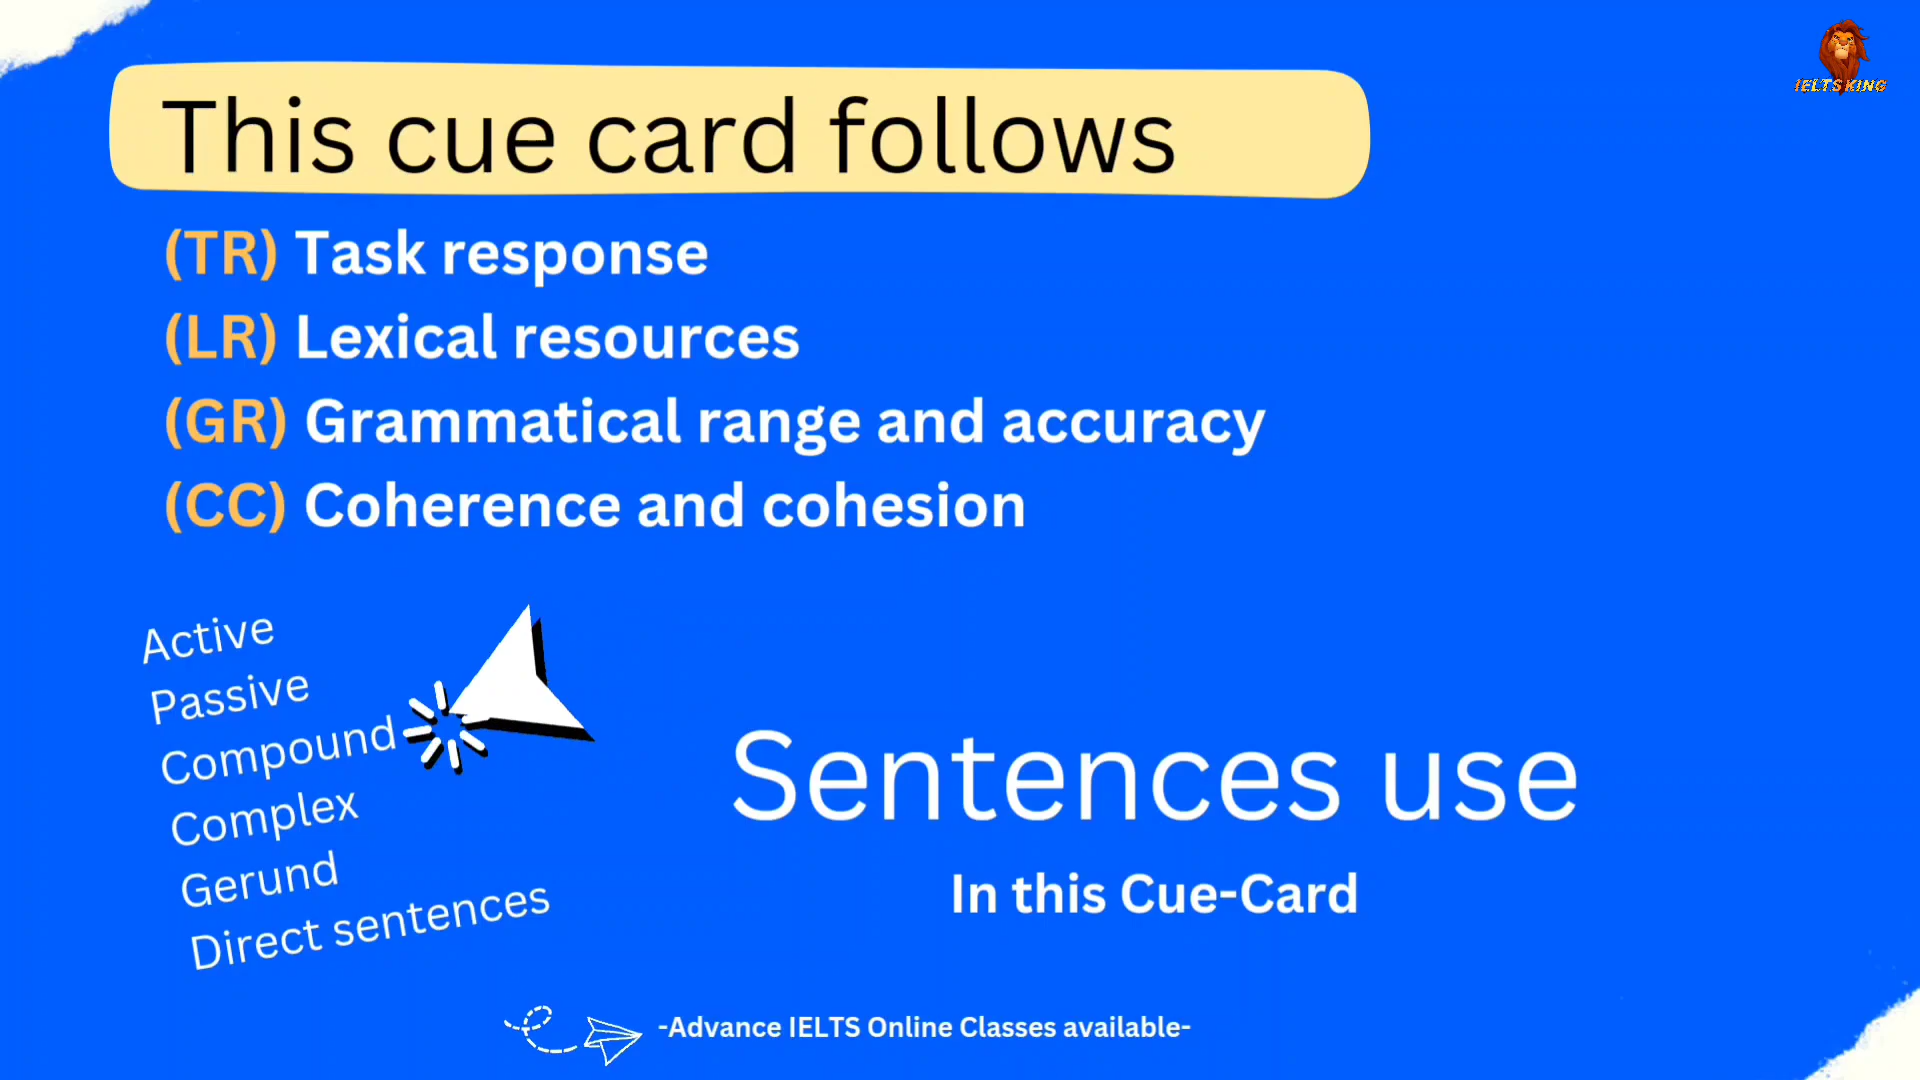 IELTS KING
This cue card follows
(TR) Task response
(LR) Lexical resources
(GR) Grammatical range and accuracy
(CC) Coherence and cohesion
Active
Passive
Compound
Complex
Gerund
Direct sentences
Sentences use
In this Cue-Card
-Advance IELTS Online Classes available-